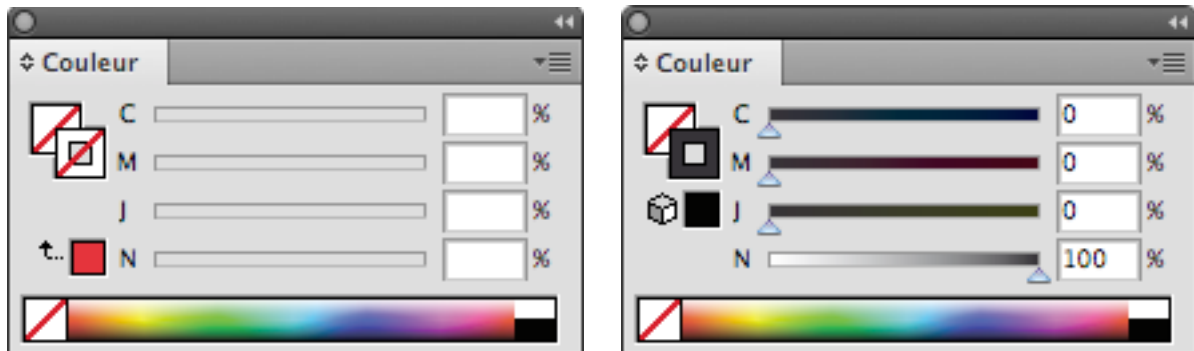 Couleur
C %
M %
J %
N %
Couleur
C 0 %
M 0 %
J 0 %
N 100 %